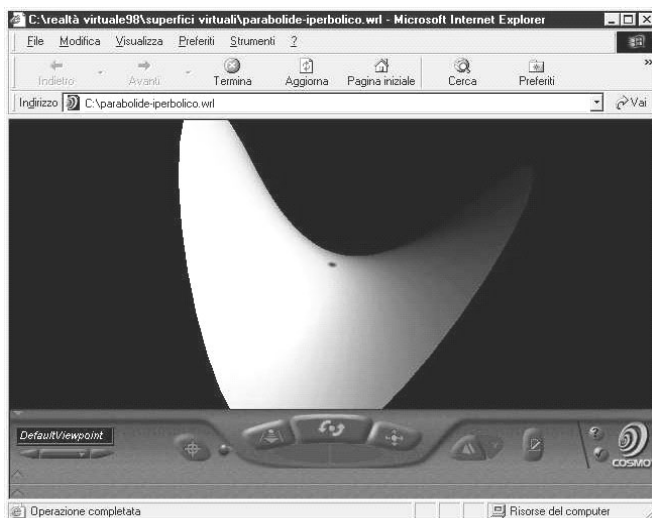 C:\realtà virtuale98\superfici virtuali\parabolide-iperbolico.wrl - Microsoft Internet Explorer
File Modifica Visualizza Preferiti Strumenti ?
Indietro Avanti Termina Aggiorna Pagina iniziale Cerca Preferiti »
Indirizzo C:\parabolide-iperbolico.wrl Vai
DefaultViewpoint
?
COSMO
Operazione completata Risorse del computer